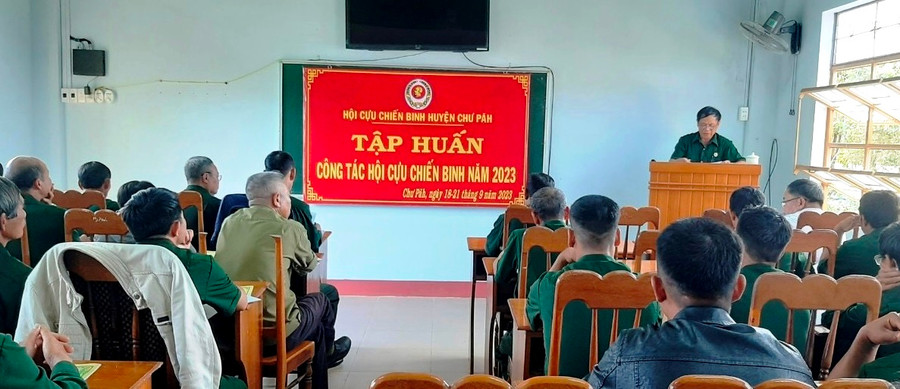 HỘI CỰU CHIẾN BINH HUYỆN CHƯ PĂH
TẬP HUẤN
CÔNG TÁC HỘI CỰU CHIẾN BINH NĂM 2023
Chư Păh, ngày 18-21 tháng 9 năm 2023